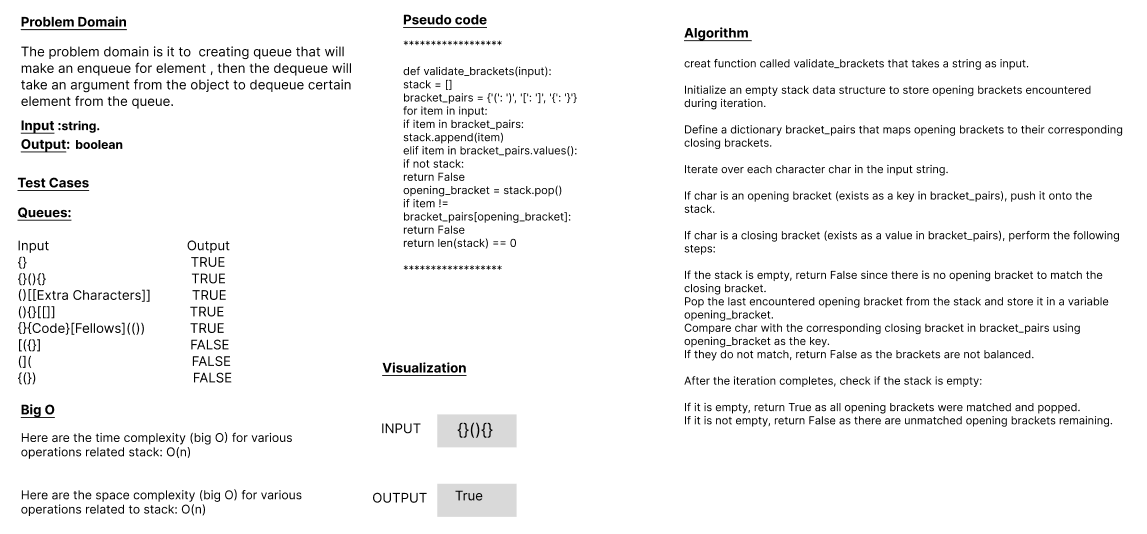 Problem Domain
The problem domain is it to creating queue that will
make an enqueue for element , then the dequeue will
take an argument from the object to dequeue certain
element from the queue.
Input :string.
Output: boolean
Test Cases
Queues:
Input Output
{} TRUE
{}(){} TRUE
()[[Extra Characters]] TRUE
(){}[[]] TRUE
{}{Code}[Fellows](()) TRUE
[({}] FALSE
(]( FALSE
{(}) FALSE
Big O
Here are the time complexity (big O) for various
operations related stack: O(n)
Here are the space complexity (big O) for various
operations related to stack: O(n)
Pseudo code
******************
def validate_brackets(input):
stack = []
bracket_pairs = {'(': ')', '[': ']', '{': '}'}
for item in input:
if item in bracket_pairs:
stack.append(item)
elif item in bracket_pairs.values():
if not stack:
return False
opening_bracket = stack.pop()
if item !=
bracket_pairs[opening_bracket]:
return False
return len(stack) == 0
******************
Visualization
INPUT {}(){}
OUTPUT True
Algorithm
creat function called validate_brackets that takes a string as input.
Initialize an empty stack data structure to store opening brackets encountered
during iteration.
Define a dictionary bracket_pairs that maps opening brackets to their corresponding
closing brackets.
Iterate over each character char in the input string.
If char is an opening bracket (exists as a key in bracket_pairs), push it onto the
stack.
If char is a closing bracket (exists as a value in bracket_pairs), perform the following
steps:
If the stack is empty, return False since there is no opening bracket to match the
closing bracket.
Pop the last encountered opening bracket from the stack and store it in a variable
opening_bracket.
Compare char with the corresponding closing bracket in bracket_pairs using
opening_bracket as the key.
If they do not match, return False as the brackets are not balanced.
After the iteration completes, check if the stack is empty:
If it is empty, return True as all opening brackets were matched and popped.
If it is not empty, return False as there are unmatched opening brackets remaining.